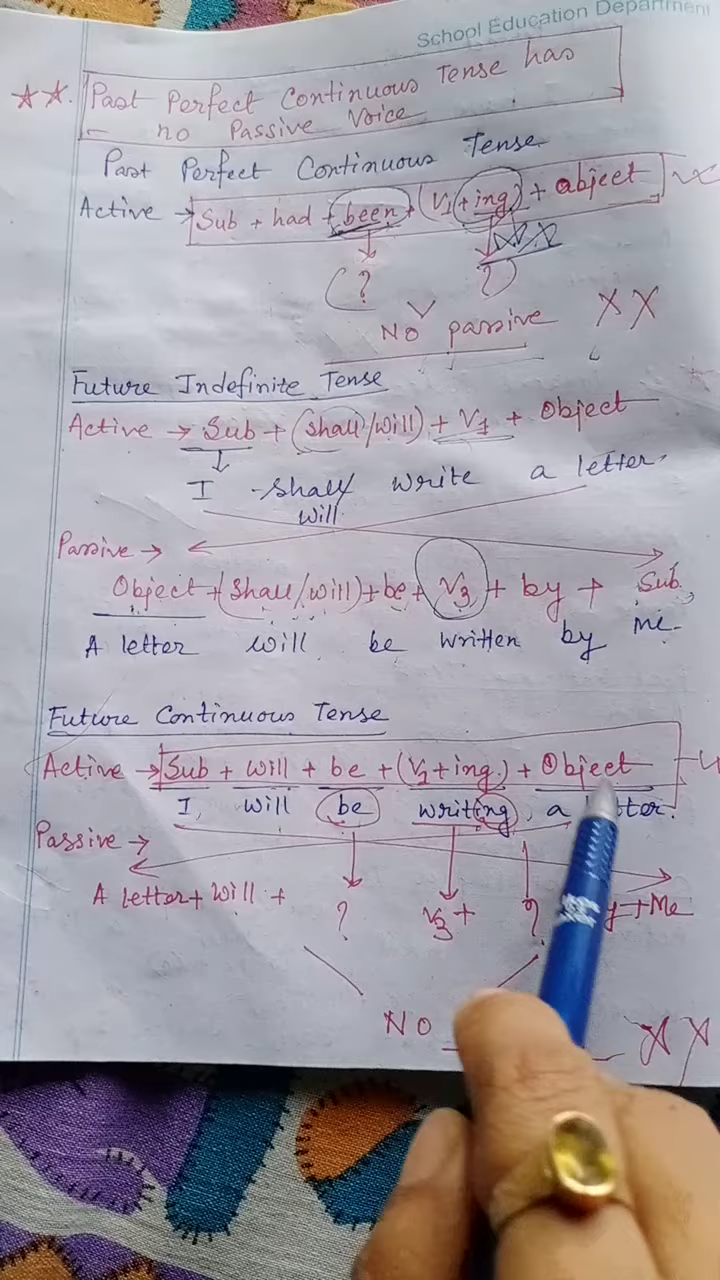 School Education Department
★★. Past Perfect Continuous Tense has
no Passive Voice
Past Perfect Continuous Tense
Active → Sub + had + been + (V1+ing) + object
? ?
No passive XX
Future Indefinite Tense
Active → Sub + (shall/will) + V1 + Object
I shall write a letter.
will
Passive →
Object + (Shall/will) + be + V3 + by + Sub.
A letter will be written by me.
Future Continuous Tense
Active → Sub + will + be + (V1+ing) + Object
I will be writing a letter.
Passive →
A letter + will + ? V3 + ? + Me
No XX